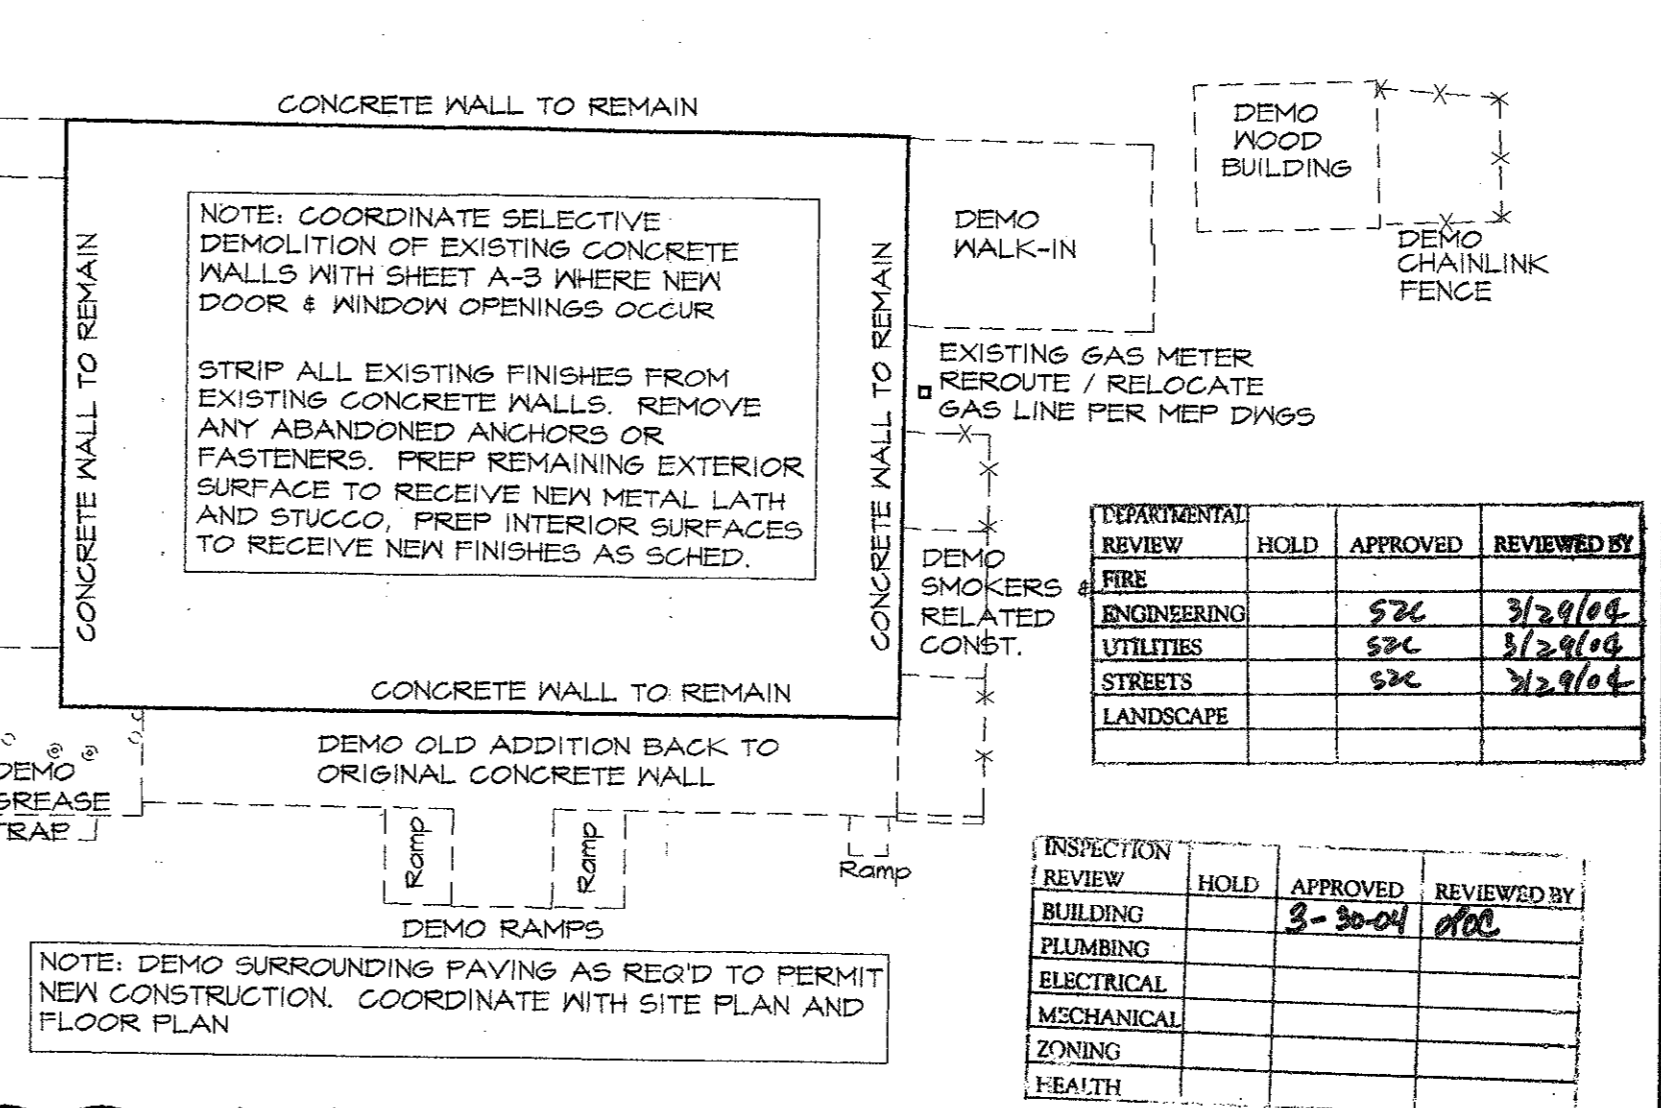 CONCRETE WALL TO REMAIN
DEMO
WOOD
BUILDING
NOTE: COORDINATE SELECTIVE
DEMOLITION OF EXISTING CONCRETE
WALLS WITH SHEET A-3 WHERE NEW
DOOR & WINDOW OPENINGS OCCUR
STRIP ALL EXISTING FINISHES FROM
EXISTING CONCRETE WALLS. REMOVE
ANY ABANDONED ANCHORS OR
FASTENERS. PREP REMAINING EXTERIOR
SURFACE TO RECEIVE NEW METAL LATH
AND STUCCO, PREP INTERIOR SURFACES
TO RECEIVE NEW FINISHES AS SCHED.
CONCRETE WALL TO REMAIN
CONCRETE WALL TO REMAIN
DEMO
WALK-IN
DEMO
CHAINLINK
FENCE
EXISTING GAS METER
REROUTE / RELOCATE
GAS LINE PER MEP DWGS
DEMO
SMOKERS &
RELATED
CONST.
CONCRETE WALL TO REMAIN
DEPARTMENTAL
REVIEW HOLD APPROVED REVIEWED BY
FIRE
ENGINEERING 3/29/04
UTILITIES 3/29/04
STREETS 3/29/04
LANDSCAPE
DEMO OLD ADDITION BACK TO
ORIGINAL CONCRETE WALL
DEMO
GREASE
TRAP
Ramp
Ramp
Ramp
DEMO RAMPS
NOTE: DEMO SURROUNDING PAVING AS REQ'D TO PERMIT
NEW CONSTRUCTION. COORDINATE WITH SITE PLAN AND
FLOOR PLAN
INSPECTION
REVIEW HOLD APPROVED REVIEWED BY
BUILDING 3-30-04
PLUMBING
ELECTRICAL
MECHANICAL
ZONING
HEALTH